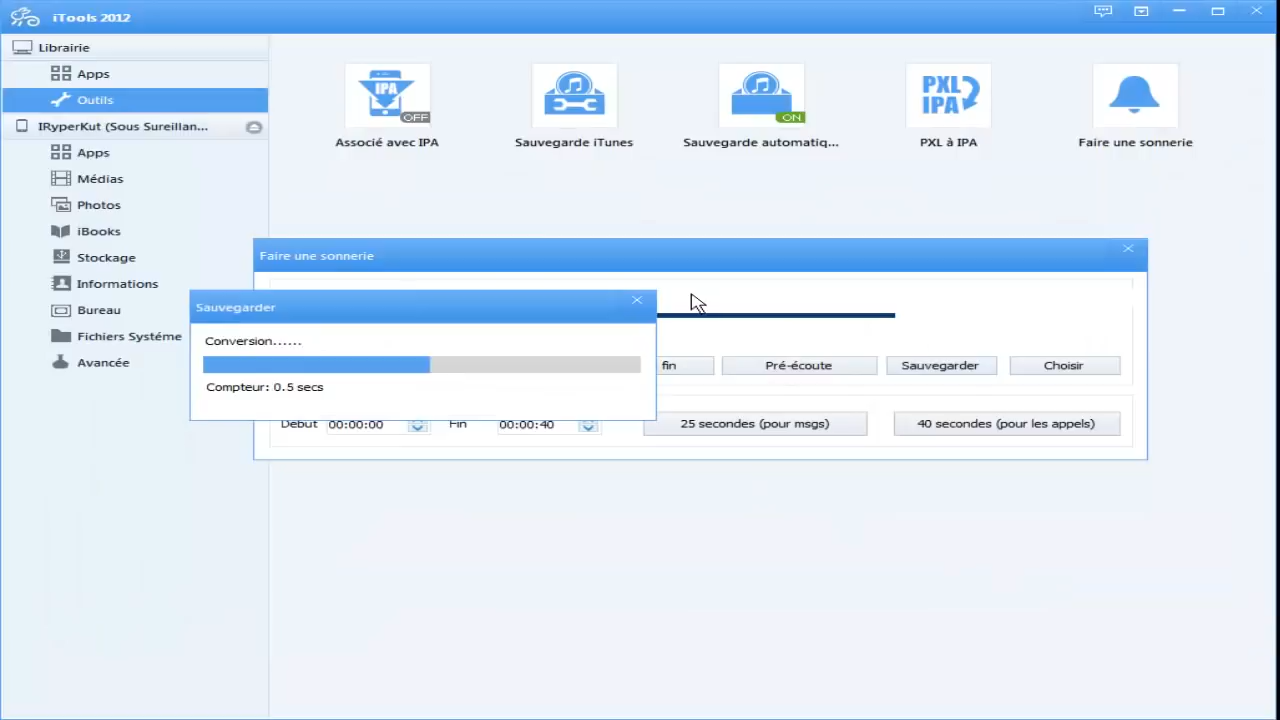 iTools 2012
Librairie
Apps
Outils
IRyperKut (Sous Sureillan...
Apps
Médias
Photos
iBooks
Stockage
Informations
Bureau
Fichiers Systéme
Avancée
IPA
OFF
Associé avec IPA
Sauvegarde iTunes
ON
Sauvegarde automatiq...
PXL
IPA
PXL à IPA
Faire une sonnerie
Faire une sonnerie
Sauvegarder
Conversion......
Compteur: 0.5 secs
fin
Pré-écoute
Sauvegarder
Choisir
Début 00:00:00 Fin 00:00:40
25 secondes (pour msgs)
40 secondes (pour les appels)